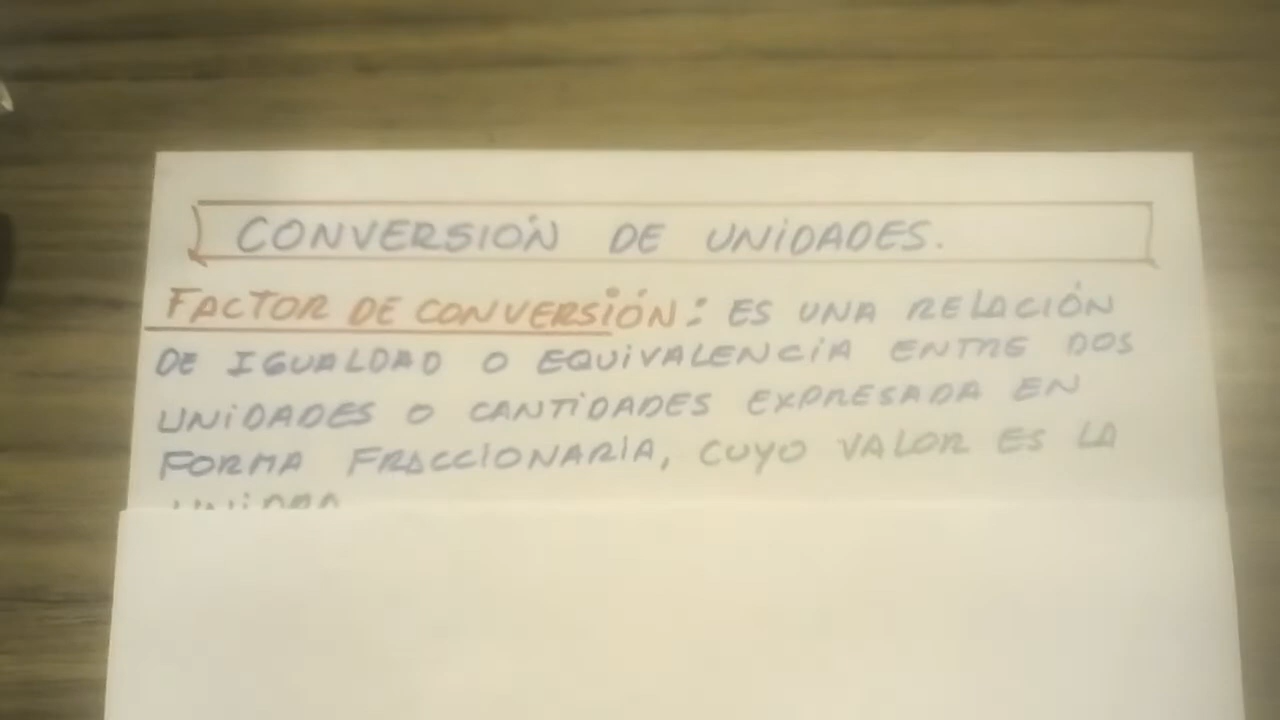 CONVERSIÓN DE UNIDADES.
FACTOR DE CONVERSIÓN: ES UNA RELACIÓN
DE IGUALDAD O EQUIVALENCIA ENTRE DOS
UNIDADES O CANTIDADES EXPRESADA EN
FORMA FRACCIONARIA, CUYO VALOR ES LA
UNIDAD